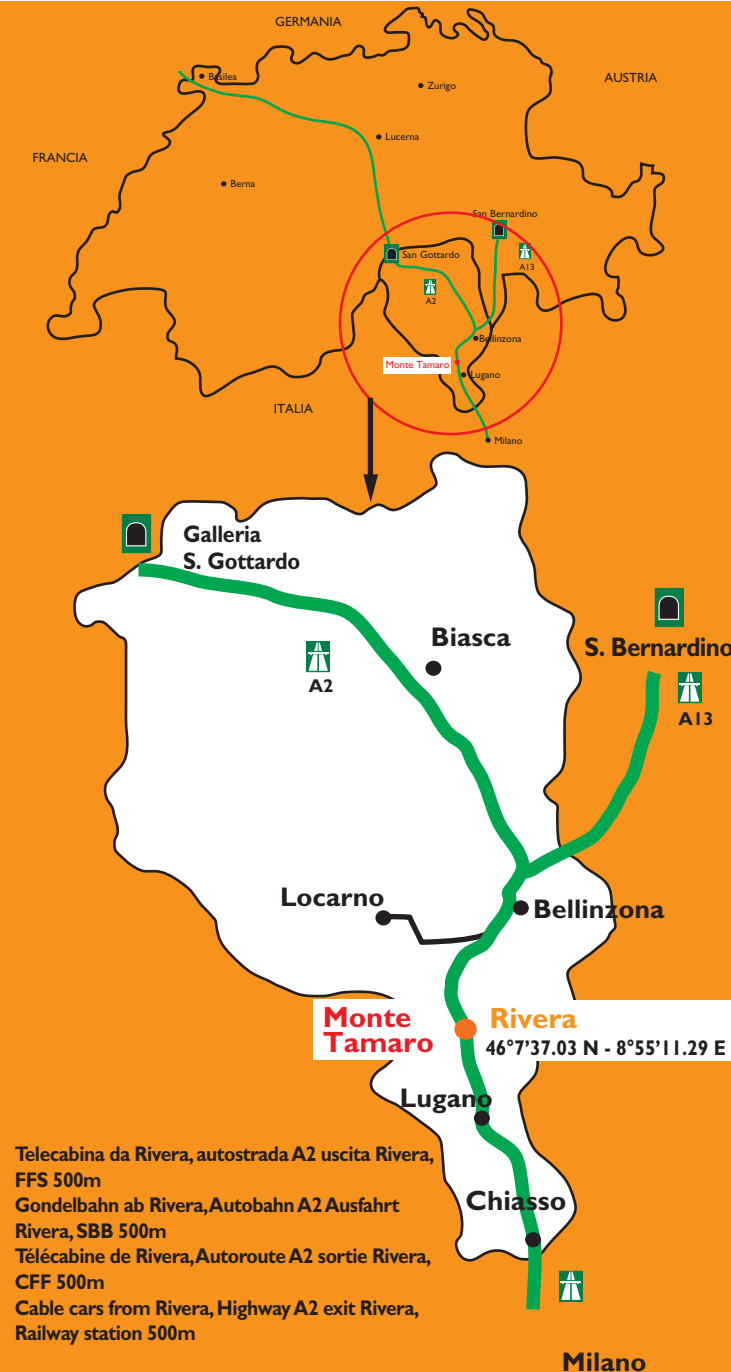 GERMANIA
Basilea
Zurigo
AUSTRIA
Lucerna
FRANCIA
Berna
San Bernardino
San Gottardo
A13
A2
Bellinzona
Monte Tamaro
Lugano
ITALIA
Milano
Galleria
S. Gottardo
Biasca
S. Bernardino
A2
A13
Locarno
Bellinzona
Monte
Tamaro
Rivera
46°7’37.03 N - 8°55’11.29 E
Lugano
Telecabina da Rivera, autostrada A2 uscita Rivera,
FFS 500m
Gondelbahn ab Rivera, Autobahn A2 Ausfahrt
Rivera, SBB 500m
Télécabine de Rivera, Autoroute A2 sortie Rivera,
CFF 500m
Cable cars from Rivera, Highway A2 exit Rivera,
Railway station 500m
Chiasso
Milano